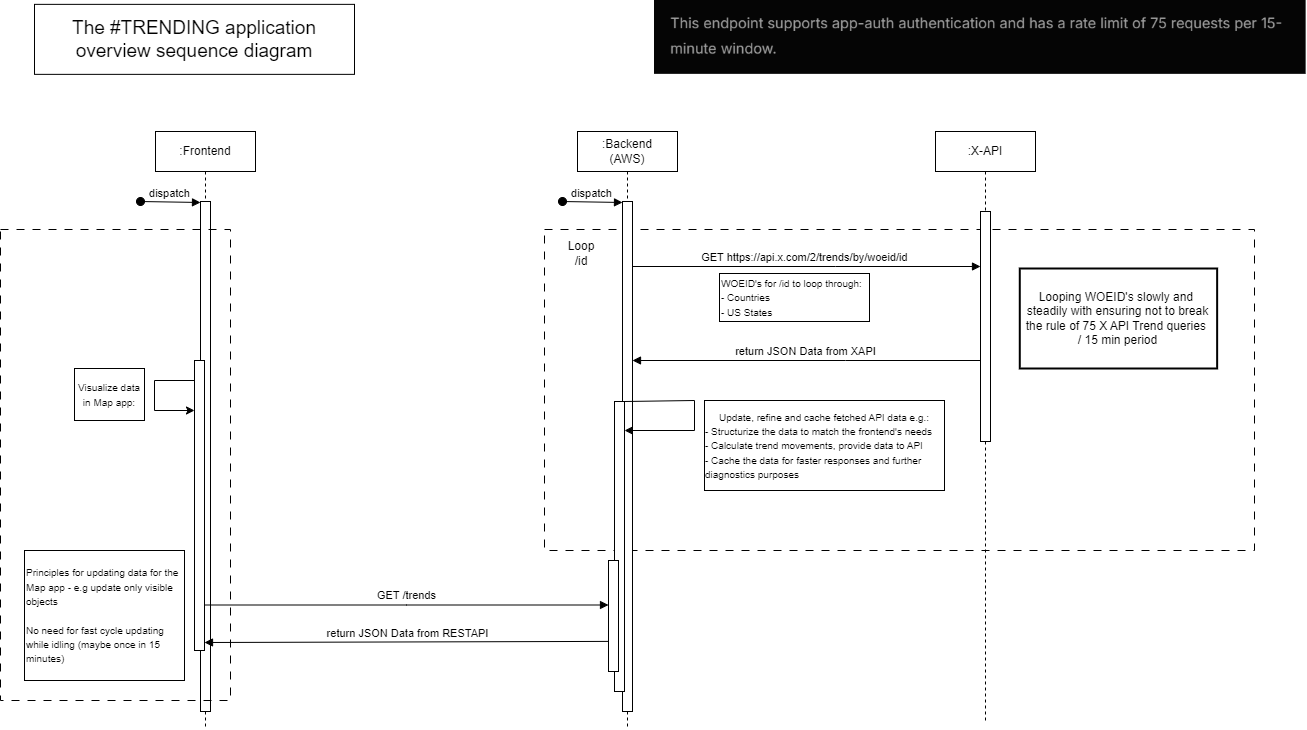 The #TRENDING application
overview sequence diagram
This endpoint supports app-auth authentication and has a rate limit of 75 requests per 15-
minute window.
:Frontend
:Backend
(AWS)
:X-API
dispatch
dispatch
Loop
/id
GET https://api.x.com/2/trends/by/woeid/id
WOEID's for /id to loop through:
- Countries
- US States
Looping WOEID's slowly and
steadily with ensuring not to break
the rule of 75 X API Trend queries
/ 15 min period
return JSON Data from XAPI
Visualize data
in Map app:
Update, refine and cache fetched API data e.g.:
- Structurize the data to match the frontend's needs
- Calculate trend movements, provide data to API
- Cache the data for faster responses and further
diagnostics purposes
Principles for updating data for the
Map app - e.g update only visible
objects
No need for fast cycle updating
while idling (maybe once in 15
minutes)
GET /trends
return JSON Data from RESTAPI